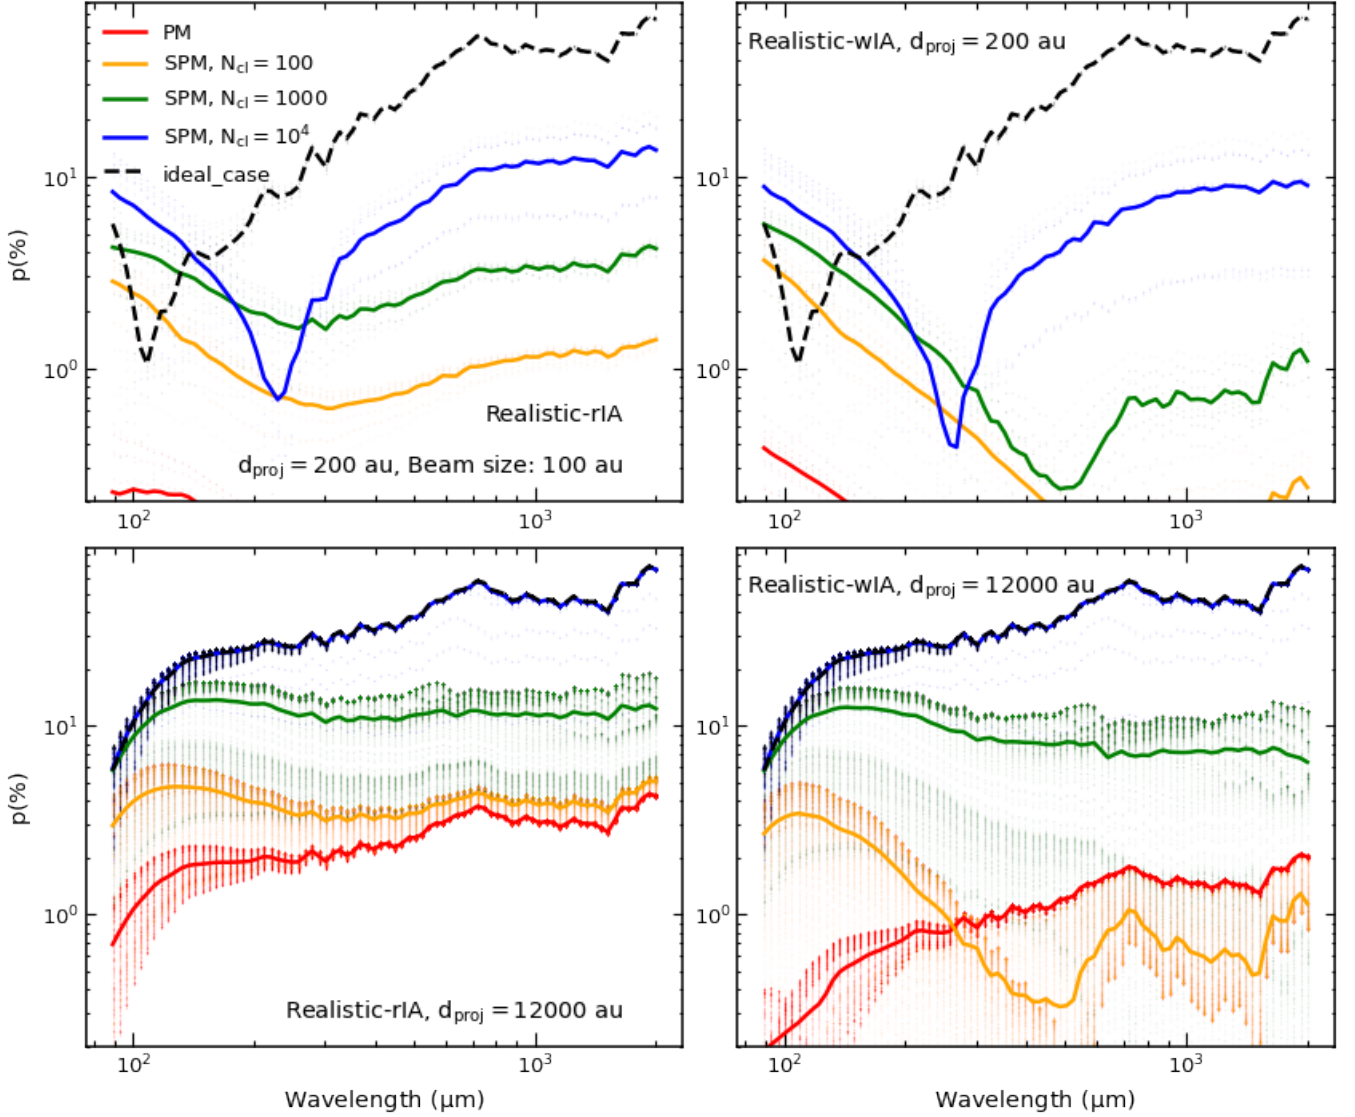 PM
SPM, N_cl = 100
SPM, N_cl = 1000
SPM, N_cl = 10^4
ideal_case
Realistic-rIA
d_proj = 200 au, Beam size: 100 au
p(%)
10^1
10^0
10^2
10^3
Realistic-wIA, d_proj = 200 au
10^1
10^0
10^2
10^3
Realistic-rIA, d_proj = 12000 au
p(%)
10^1
10^0
10^2
10^3
Wavelength (μm)
Realistic-wIA, d_proj = 12000 au
10^1
10^0
10^2
10^3
Wavelength (μm)